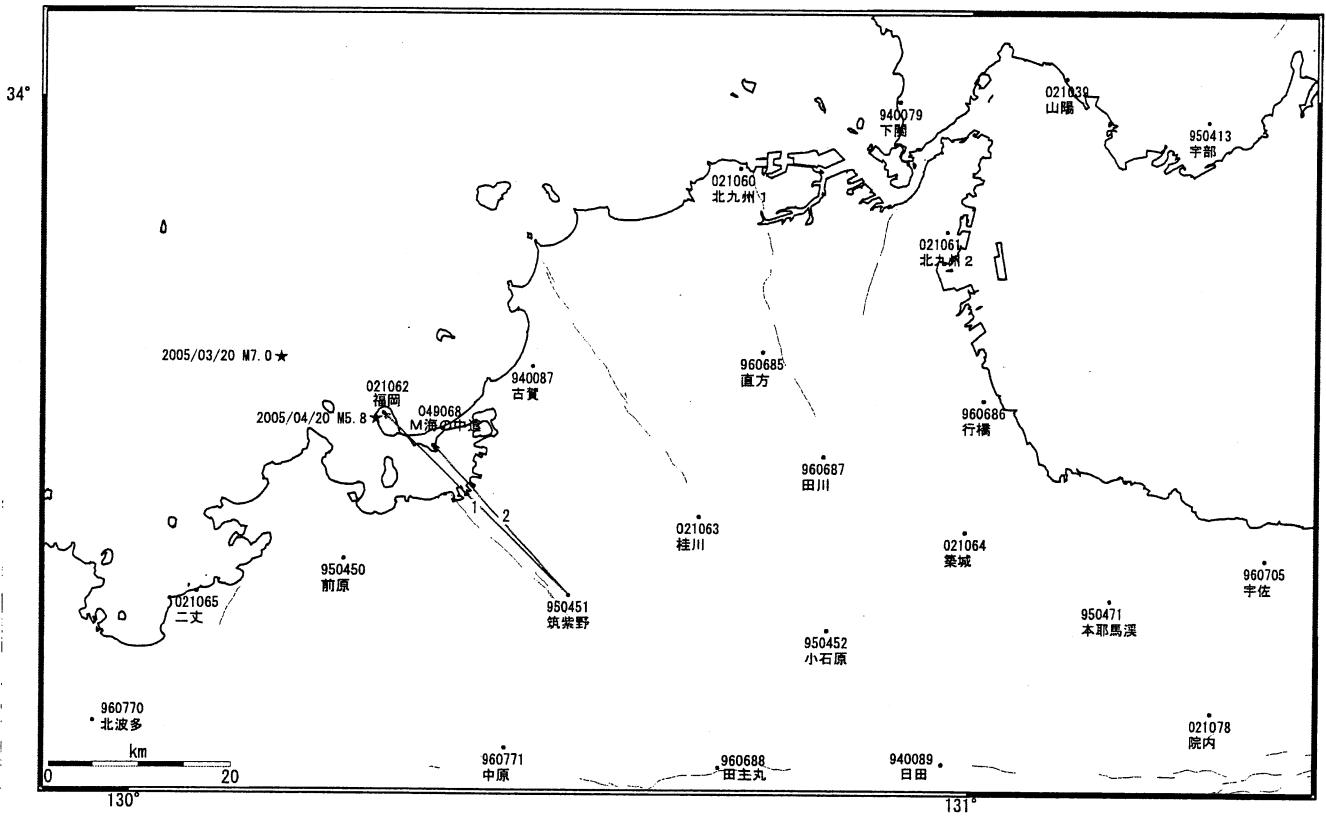 34°
021039
山陽
940079
下関
950413
宇部
021060
北九州 1
021061
北九州 2
2005/03/20 M7.0★
021062
福岡
940087
古賀
960685
直方
2005/04/20 M5.8★
049068
M海の中道
960686
行橋
960687
田川
1
2
021063
桂川
021064
築城
950450
前原
960705
宇佐
021065
二丈
950451
筑紫野
950471
本耶馬渓
950452
小石原
960770
北波多
021078
院内
km
0
20
960771
中原
960688
田主丸
940089
日田
130°
131°